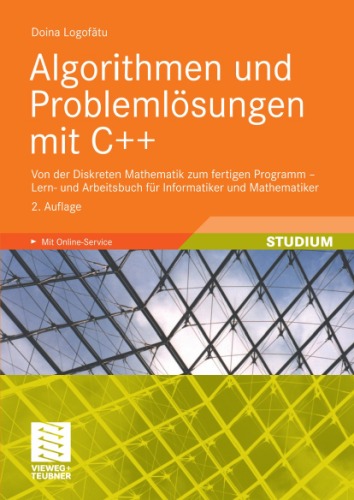 Doina Logofătu
Algorithmen und
Problemlösungen
mit C++
Von der Diskreten Mathematik zum fertigen Programm –
Lern- und Arbeitsbuch für Informatiker und Mathematiker
2. Auflage
Mit Online-Service
STUDIUM
VIEWEG+
TEUBNER